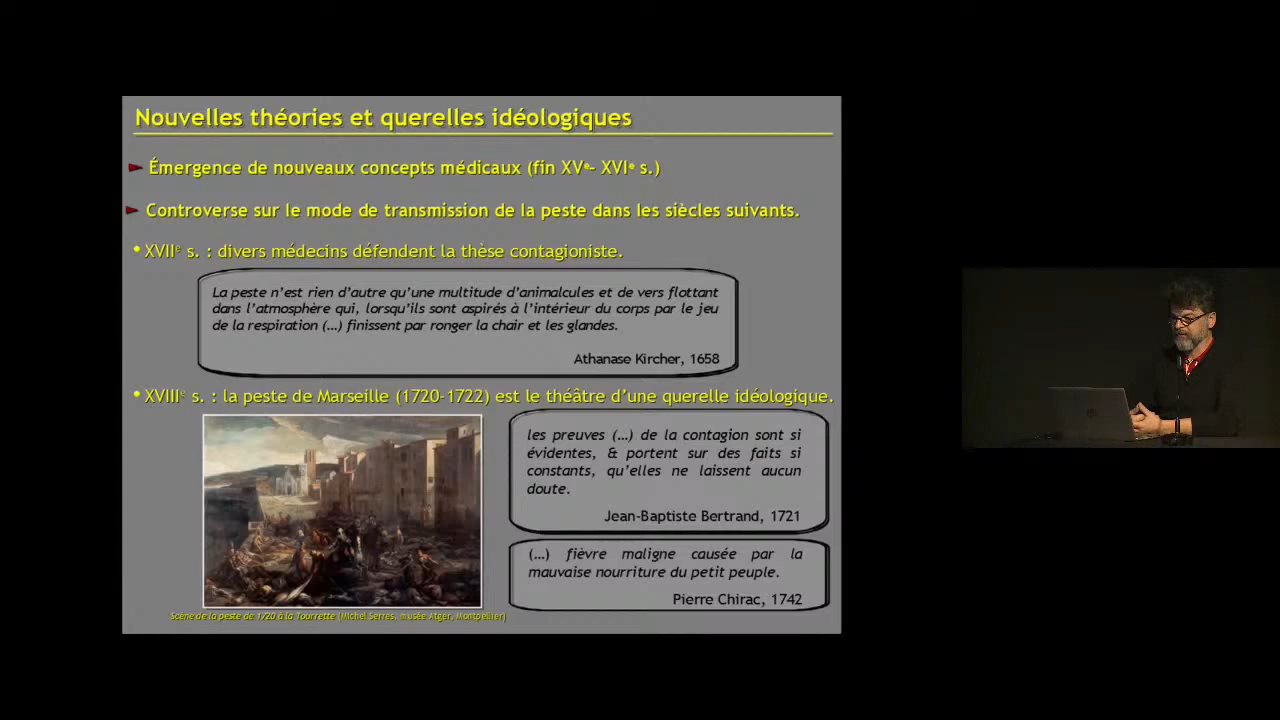 Nouvelles théories et querelles idéologiques
► Émergence de nouveaux concepts médicaux (fin XVe- XVIe s.)
► Controverse sur le mode de transmission de la peste dans les siècles suivants.
• XVIIe s. : divers médecins défendent la thèse contagioniste.
La peste n'est rien d'autre qu'une multitude d'animalcules et de vers flottant
dans l'atmosphère qui, lorsqu'ils sont aspirés à l'intérieur du corps par le jeu
de la respiration (…) finissent par ronger la chair et les glandes.
Athanase Kircher, 1658
• XVIIIe s. : la peste de Marseille (1720-1722) est le théâtre d'une querelle idéologique.
les preuves (…) de la contagion sont si
évidentes, & portent sur des faits si
constants, qu'elles ne laissent aucun
doute.
Jean-Baptiste Bertrand, 1721
(…) fièvre maligne causée par la
mauvaise nourriture du petit peuple.
Pierre Chirac, 1742
Scène de la peste de 1720 à la Tourrette (Michel Serres, musée Atger, Montpellier)